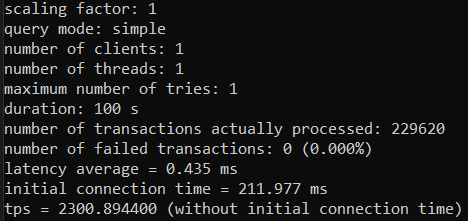 scaling factor: 1
query mode: simple
number of clients: 1
number of threads: 1
maximum number of tries: 1
duration: 100 s
number of transactions actually processed: 229620
number of failed transactions: 0 (0.000%)
latency average = 0.435 ms
initial connection time = 211.977 ms
tps = 2300.894400 (without initial connection time)